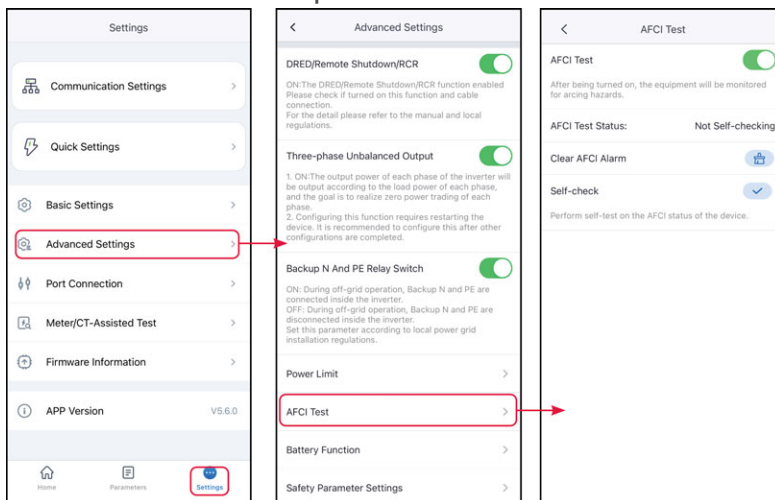 Settings
Communication Settings
Quick Settings
Basic Settings
Advanced Settings
Port Connection
Meter/CT-Assisted Test
Firmware Information
APP Version V5.6.0
Home Parameters Settings
Advanced Settings
DRED/Remote Shutdown/RCR
ON:The DRED/Remote Shutdown/RCR function enabled
Please check if turned on this function and cable
connection.
For the detail please refer to the manual and local
regulations.
Three-phase Unbalanced Output
1. ON:The output power of each phase of the inverter will
be output according to the load power of each phase,
and the goal is to realize zero power trading of each
phase.
2. Configuring this function requires restarting the
device. It is recommended to configure this after other
configurations are completed.
Backup N And PE Relay Switch
ON: During off-grid operation, Backup N and PE are
connected inside the inverter.
OFF: During off-grid operation, Backup N and PE are
disconnected inside the inverter.
Set this parameter according to local power grid
installation regulations.
Power Limit
AFCI Test
Battery Function
Safety Parameter Settings
AFCI Test
AFCI Test
After being turned on, the equipment will be monitored
for arcing hazards.
AFCI Test Status: Not Self-checking
Clear AFCI Alarm
Self-check
Perform self-test on the AFCI status of the device.